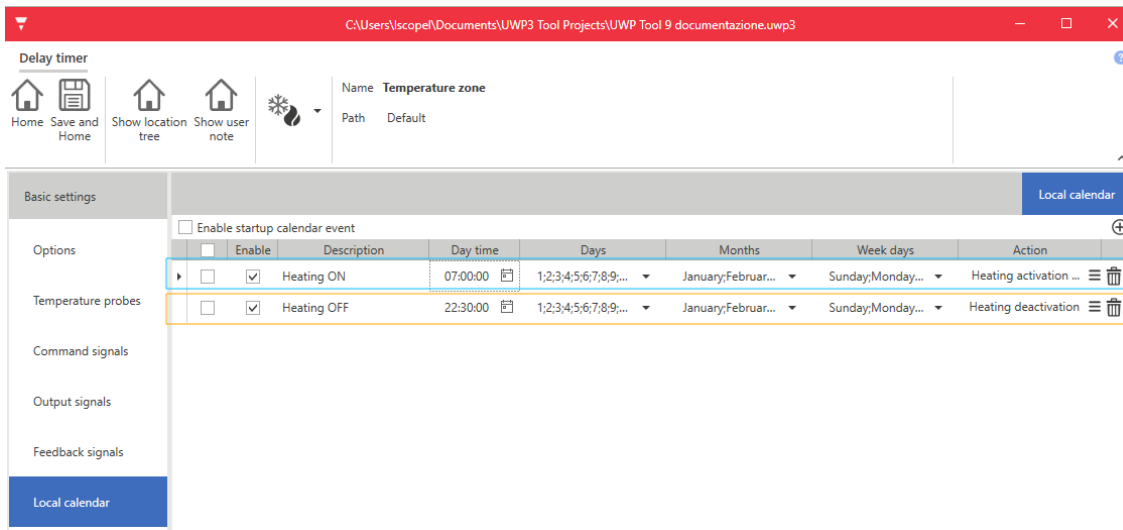 C:\Users\lscopel\Documents\UWP3 Tool Projects\UWP Tool 9 documentazione.uwp3
Delay timer
Home
Save and Home
Show location tree
Show user note
Name Temperature zone
Path Default
Basic settings
Local calendar
Enable startup calendar event
Enable Description Day time Days Months Week days Action
Heating ON 07:00:00 1;2;3;4;5;6;7;8;9;... January;Februar... Sunday;Monday... Heating activation ...
Heating OFF 22:30:00 1;2;3;4;5;6;7;8;9;... January;Februar... Sunday;Monday... Heating deactivation
Options
Temperature probes
Command signals
Output signals
Feedback signals
Local calendar